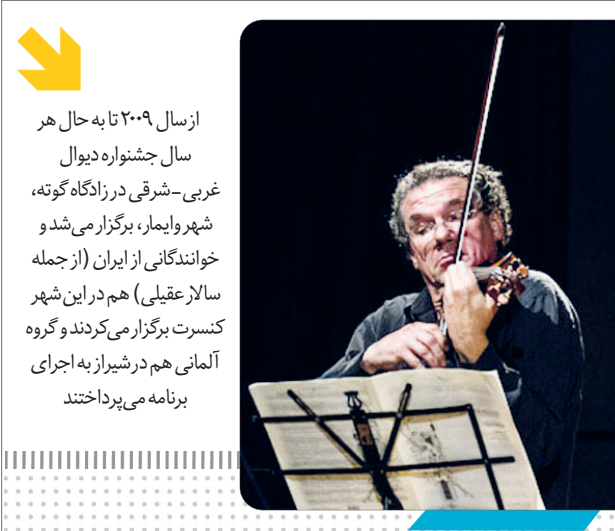 از سال ۲۰۰۹ تا به حال هر
سال جشنواره دیوال
غربی-شرقی در زادگاه گوته،
شهر وایمار، برگزار می‌شد و
خوانندگانی از ایران (از جمله
سالار عقیلی) هم در این شهر
کنسرت برگزار می‌کردند و گروه
آلمانی هم در شیراز به اجرای
برنامه می‌پرداختند